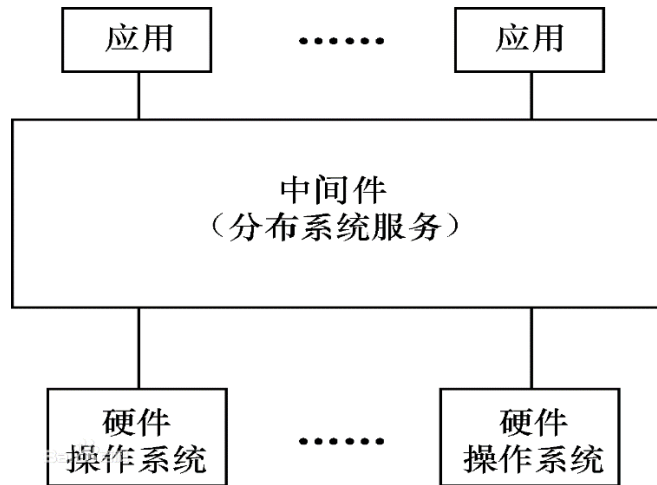 应用 …… 应用
中间件
（分布系统服务）
硬件 硬件
操作系统 …… 操作系统